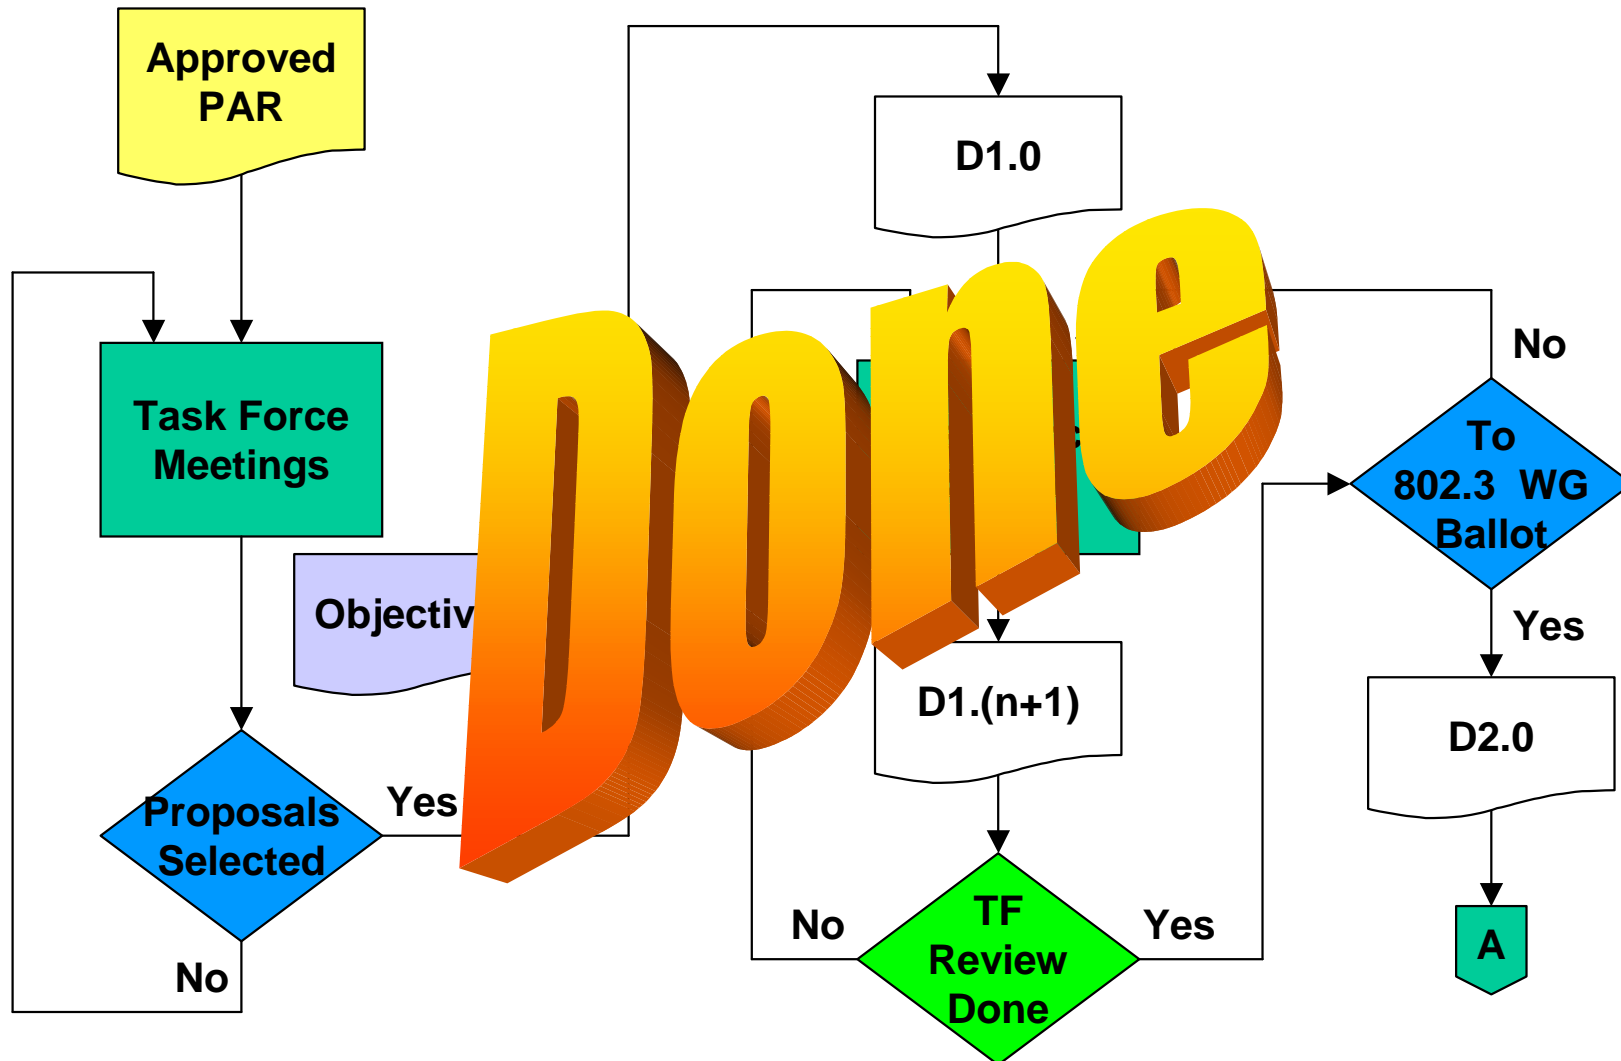 Approved
PAR
Task Force
Meetings
Objectiv
Proposals
Selected
Yes
No
D1.0
Done
D1.(n+1)
TF
Review
Done
No
Yes
To
802.3 WG
Ballot
No
Yes
D2.0
A